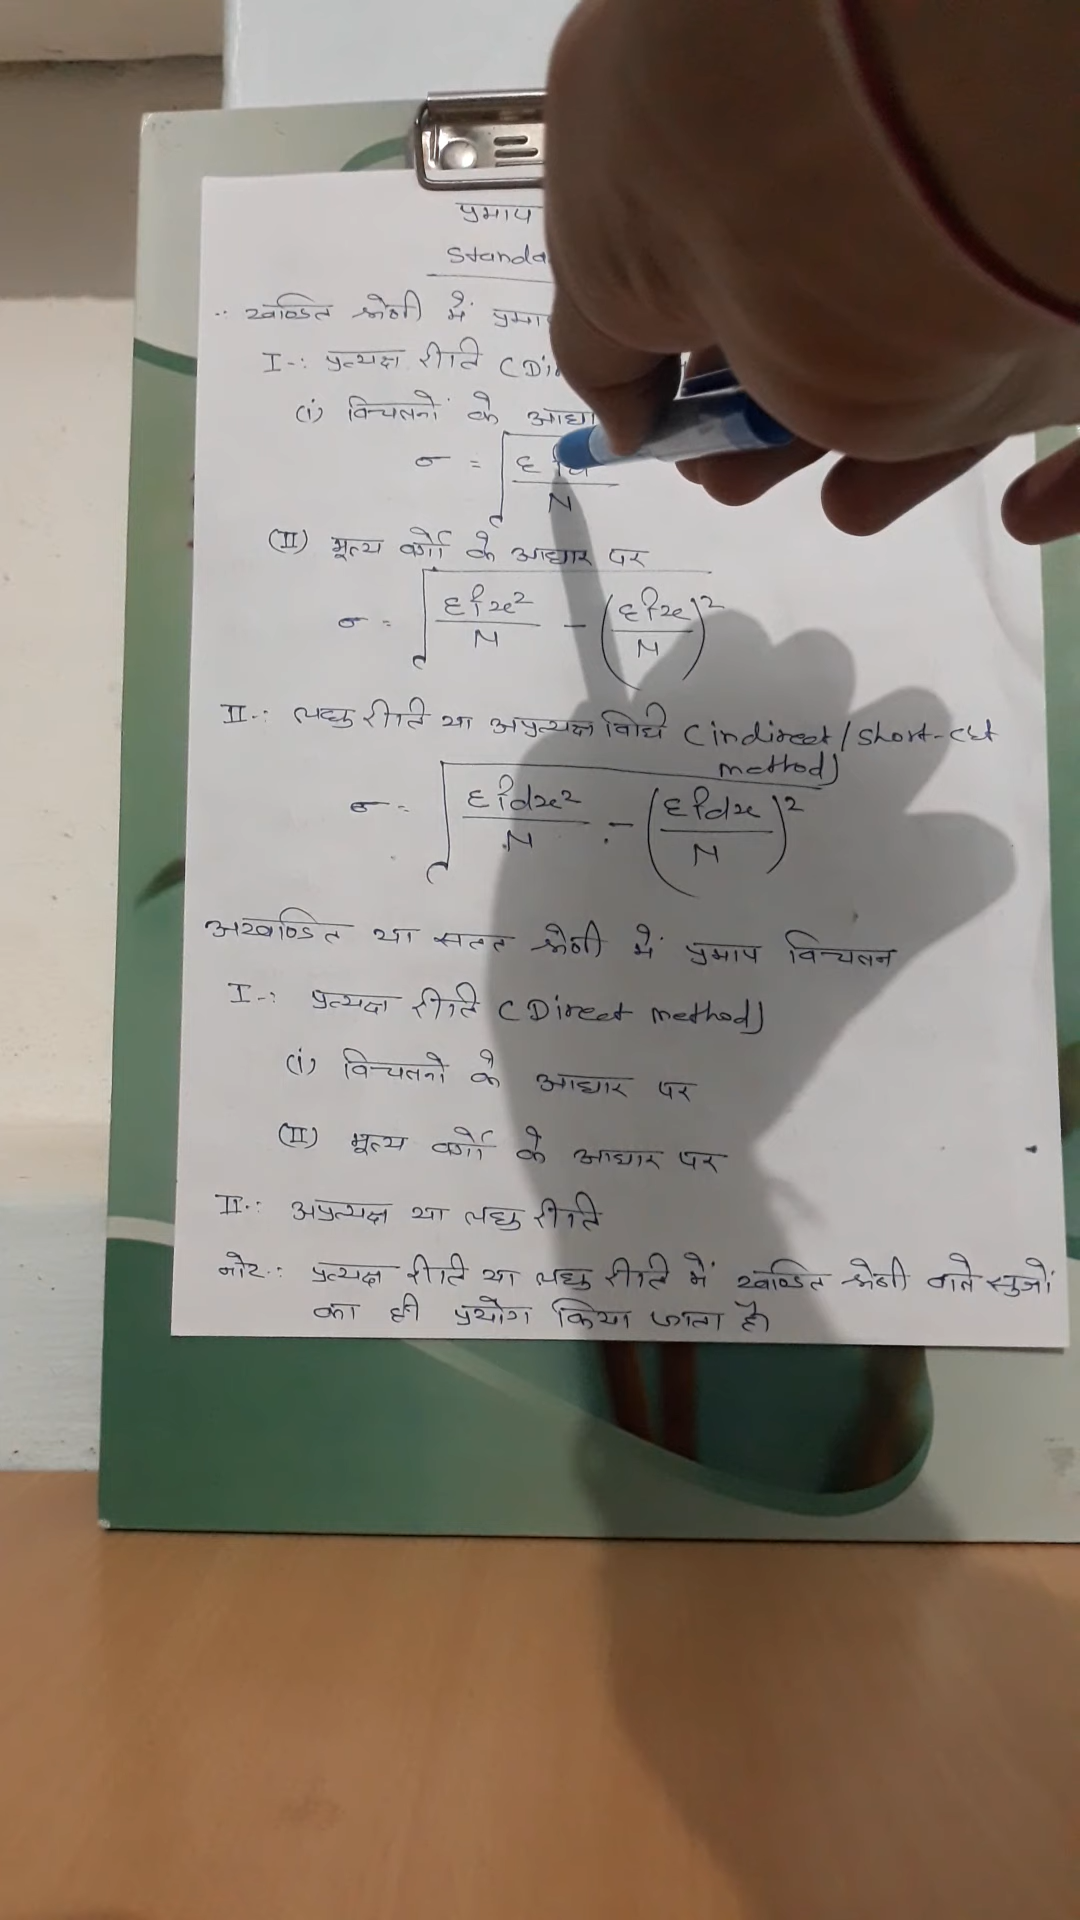 प्रमाप
Standa
खण्डित श्रेणी में प्रमा
I-: प्रत्यक्ष रीति (Di
(i) विचलनों के आधा
σ = √ Σ f / N
(II) मूल्य वर्गों के आधार पर
σ = √ Σfx²/N - (Σfx/N)²
II-: लघु रीति या अप्रत्यक्ष विधि (indirect/short-cut
method)
σ = √ Σfdx²/N - (Σfdx/N)²
अखण्डित या सतत श्रेणी में प्रमाप विचलन
I-: प्रत्यक्ष रीति (Direct method)
(i) विचलनो के आधार पर
(II) मूल्य वर्गो के आधार पर
II-: अप्रत्यक्ष या लघु रीति
नोट-: प्रत्यक्ष रीति या लघु रीति में खण्डित श्रेणी वाले सुत्रों
का ही प्रयोग किया जाता है।